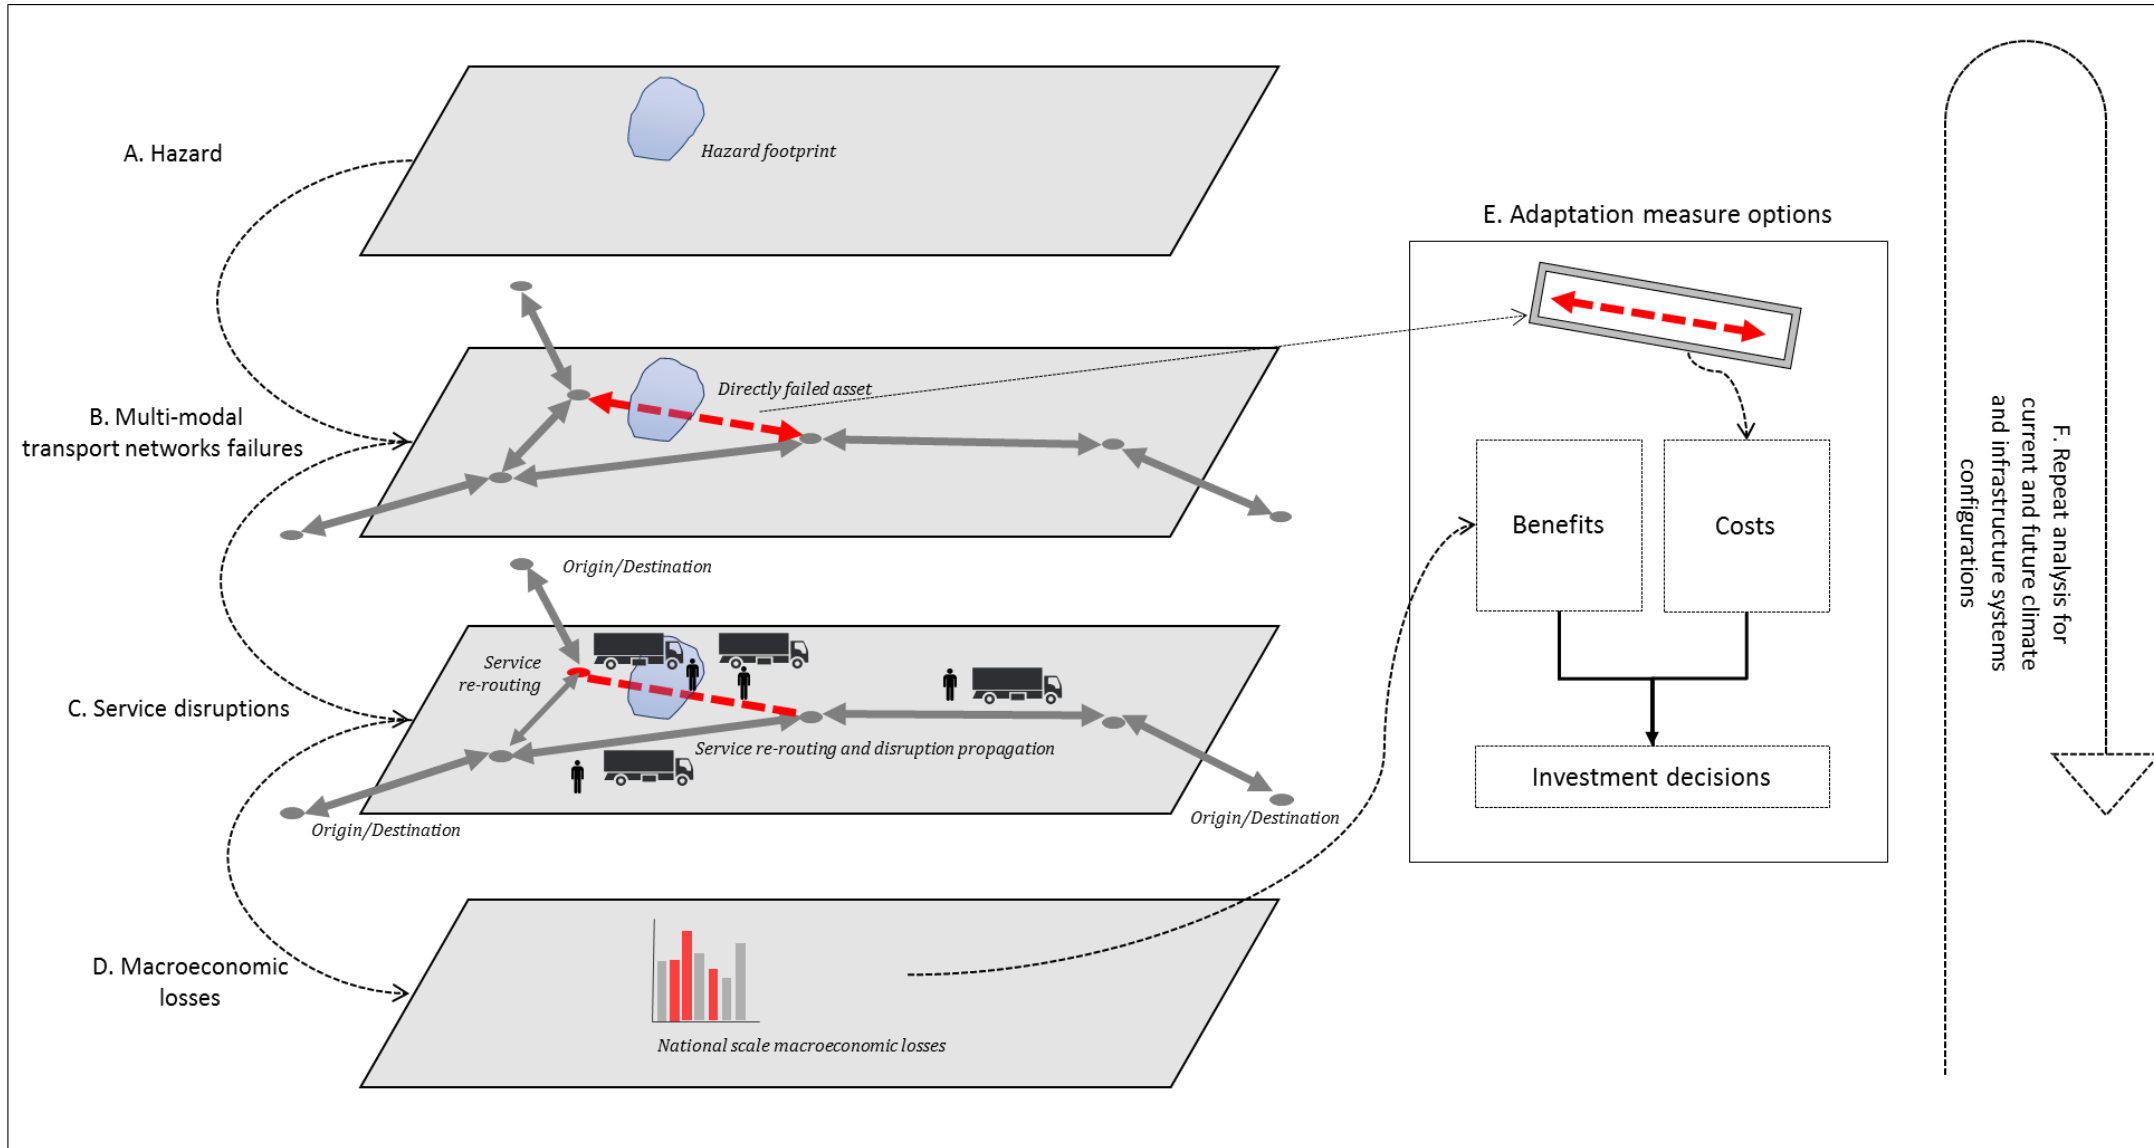 A. Hazard
Hazard footprint
B. Multi-modal
transport networks failures
Directly failed asset
Origin/Destination
C. Service disruptions
Service
re-routing
Service re-routing and disruption propagation
Origin/Destination
Origin/Destination
D. Macroeconomic
losses
National scale macroeconomic losses
E. Adaptation measure options
Benefits
Costs
Investment decisions
F. Repeat analysis for
current and future climate
and infrastructure systems
configurations